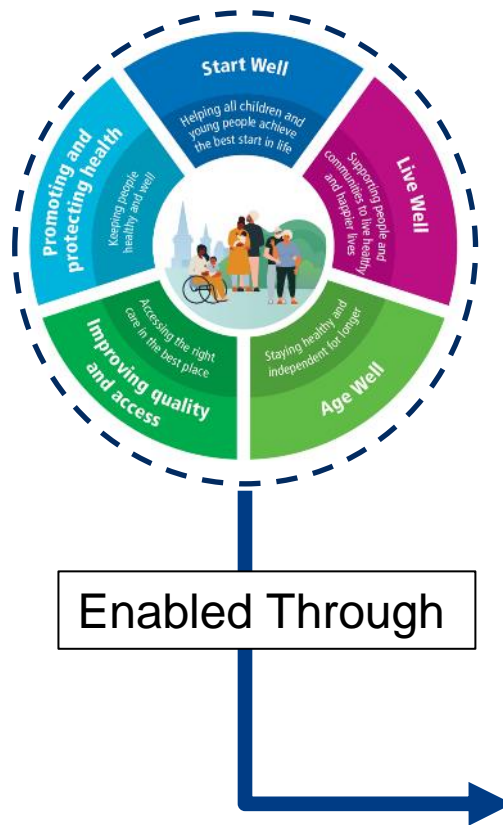 Start Well
Helping all children and
young people achieve
the best start in life
Live Well
Supporting people and
communities to live healthy
and happier lives
Age Well
Staying healthy and
independent for longer
Improving quality
and access
Accessing the right
care in the best place
Promoting and
protecting health
Keeping people
healthy and well
Enabled Through